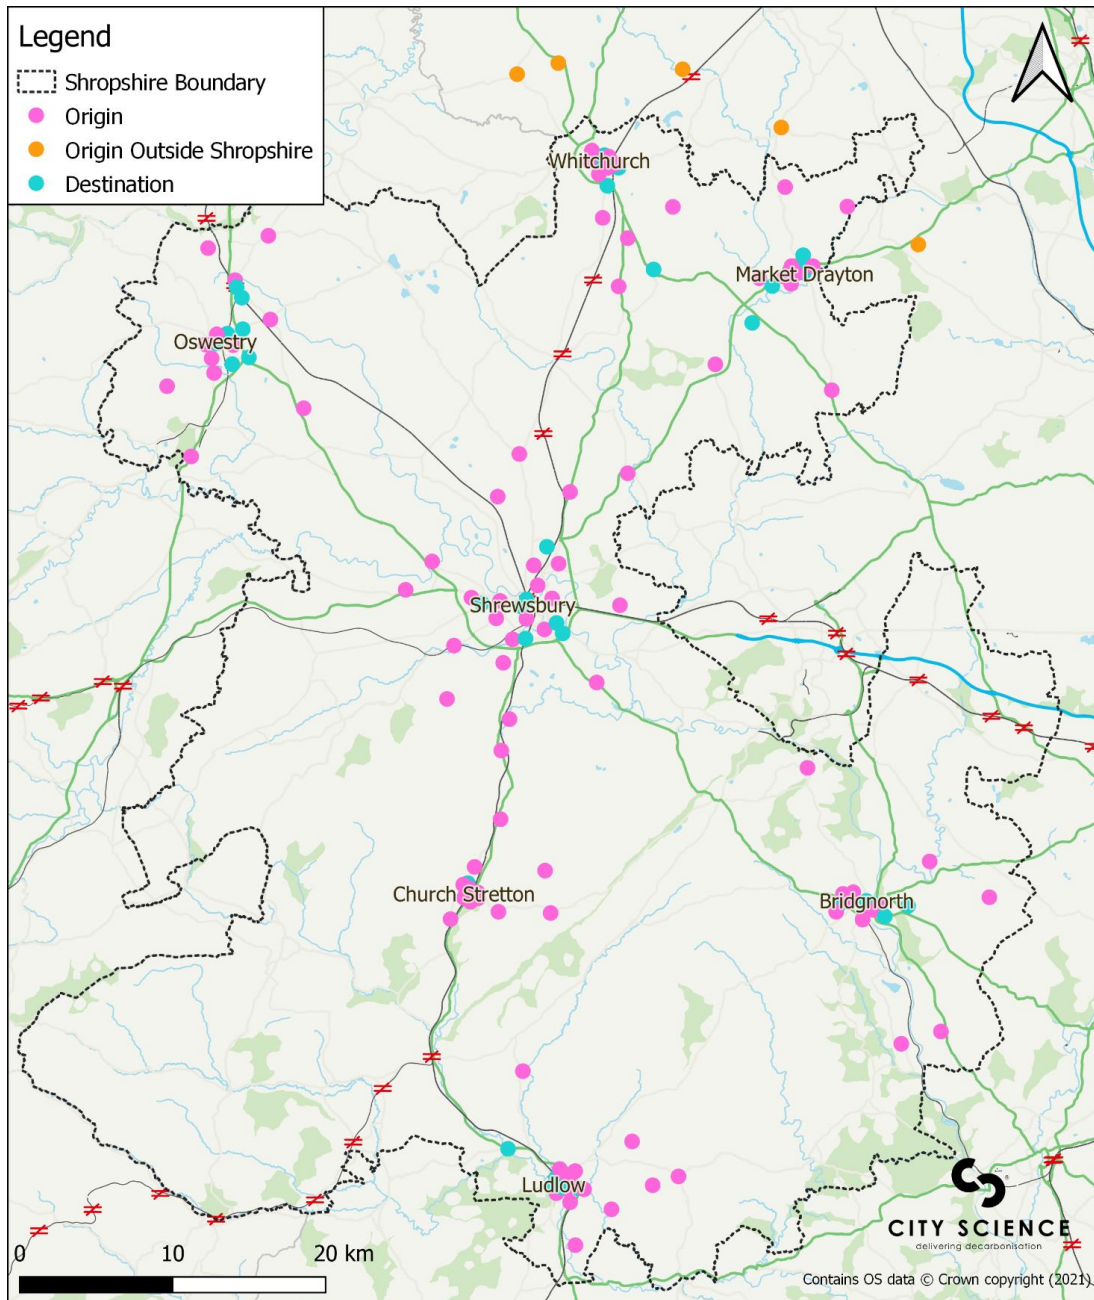 Legend
Shropshire Boundary
Origin
Origin Outside Shropshire
Destination
Whitchurch
Market Drayton
Oswestry
Shrewsbury
Church Stretton
Bridgnorth
Ludlow
CITY SCIENCE
delivering decarbonisation
0 10 20 km
Contains OS data © Crown copyright (2021)